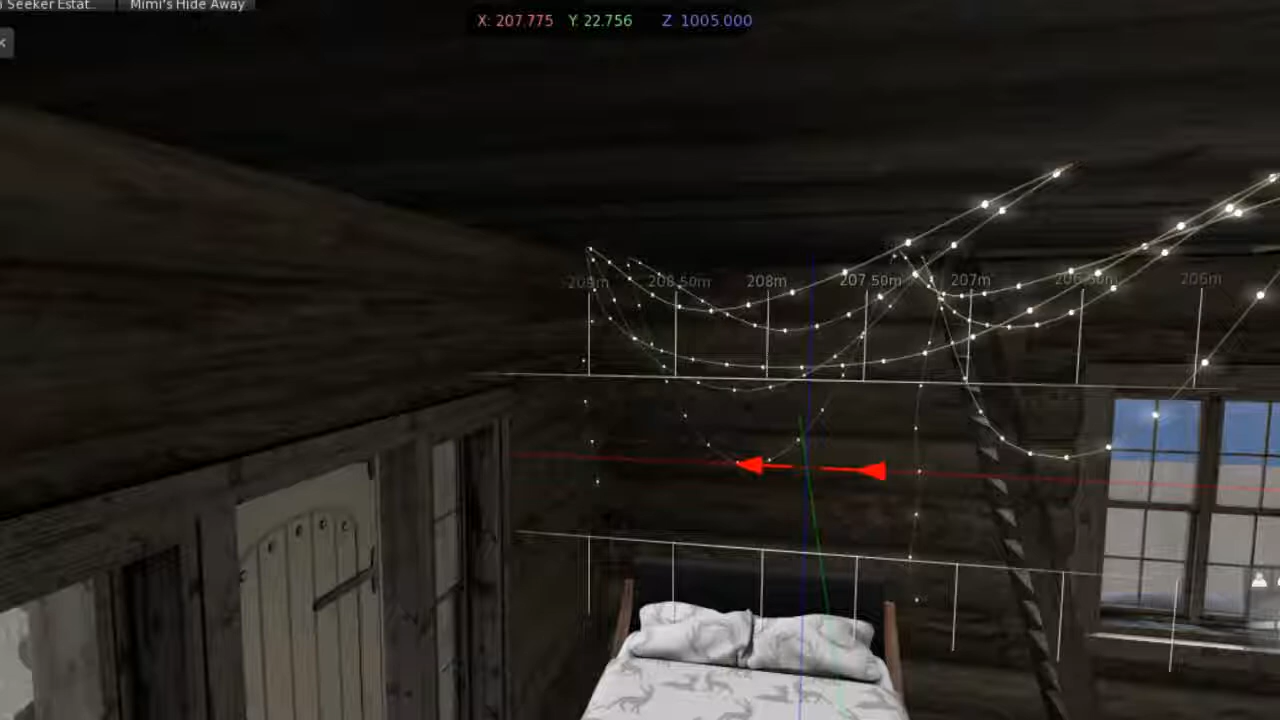 Seeker Estat..
Mimi's Hide Away
X: 207.775 Y: 22.756 Z 1005.000
209m 208.50m 208m 207.50m 207m 206.50m 206m